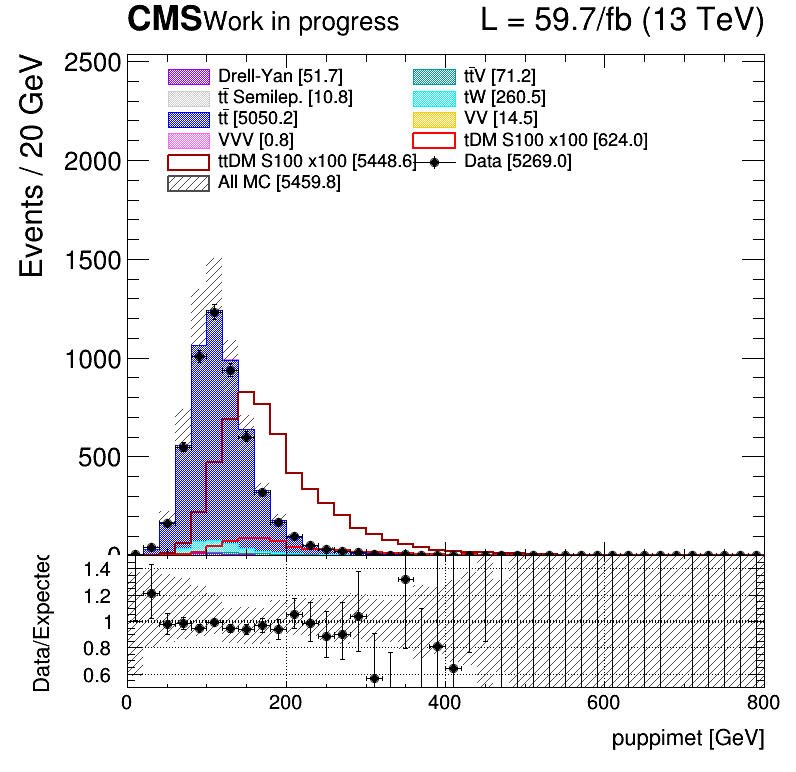 CMS Work in progress L = 59.7/fb (13 TeV)
Events / 20 GeV
2500
2000
1500
1000
500
0
Drell-Yan [51.7] tt̄V [71.2]
tt̄ Semilep. [10.8] tW [260.5]
tt̄ [5050.2] VV [14.5]
VVV [0.8] tDM S100 x100 [624.0]
ttDM S100 x100 [5448.6] Data [5269.0]
All MC [5459.8]
Data/Expected
1.4
1.2
1
0.8
0.6
0 200 400 600 800
puppimet [GeV]